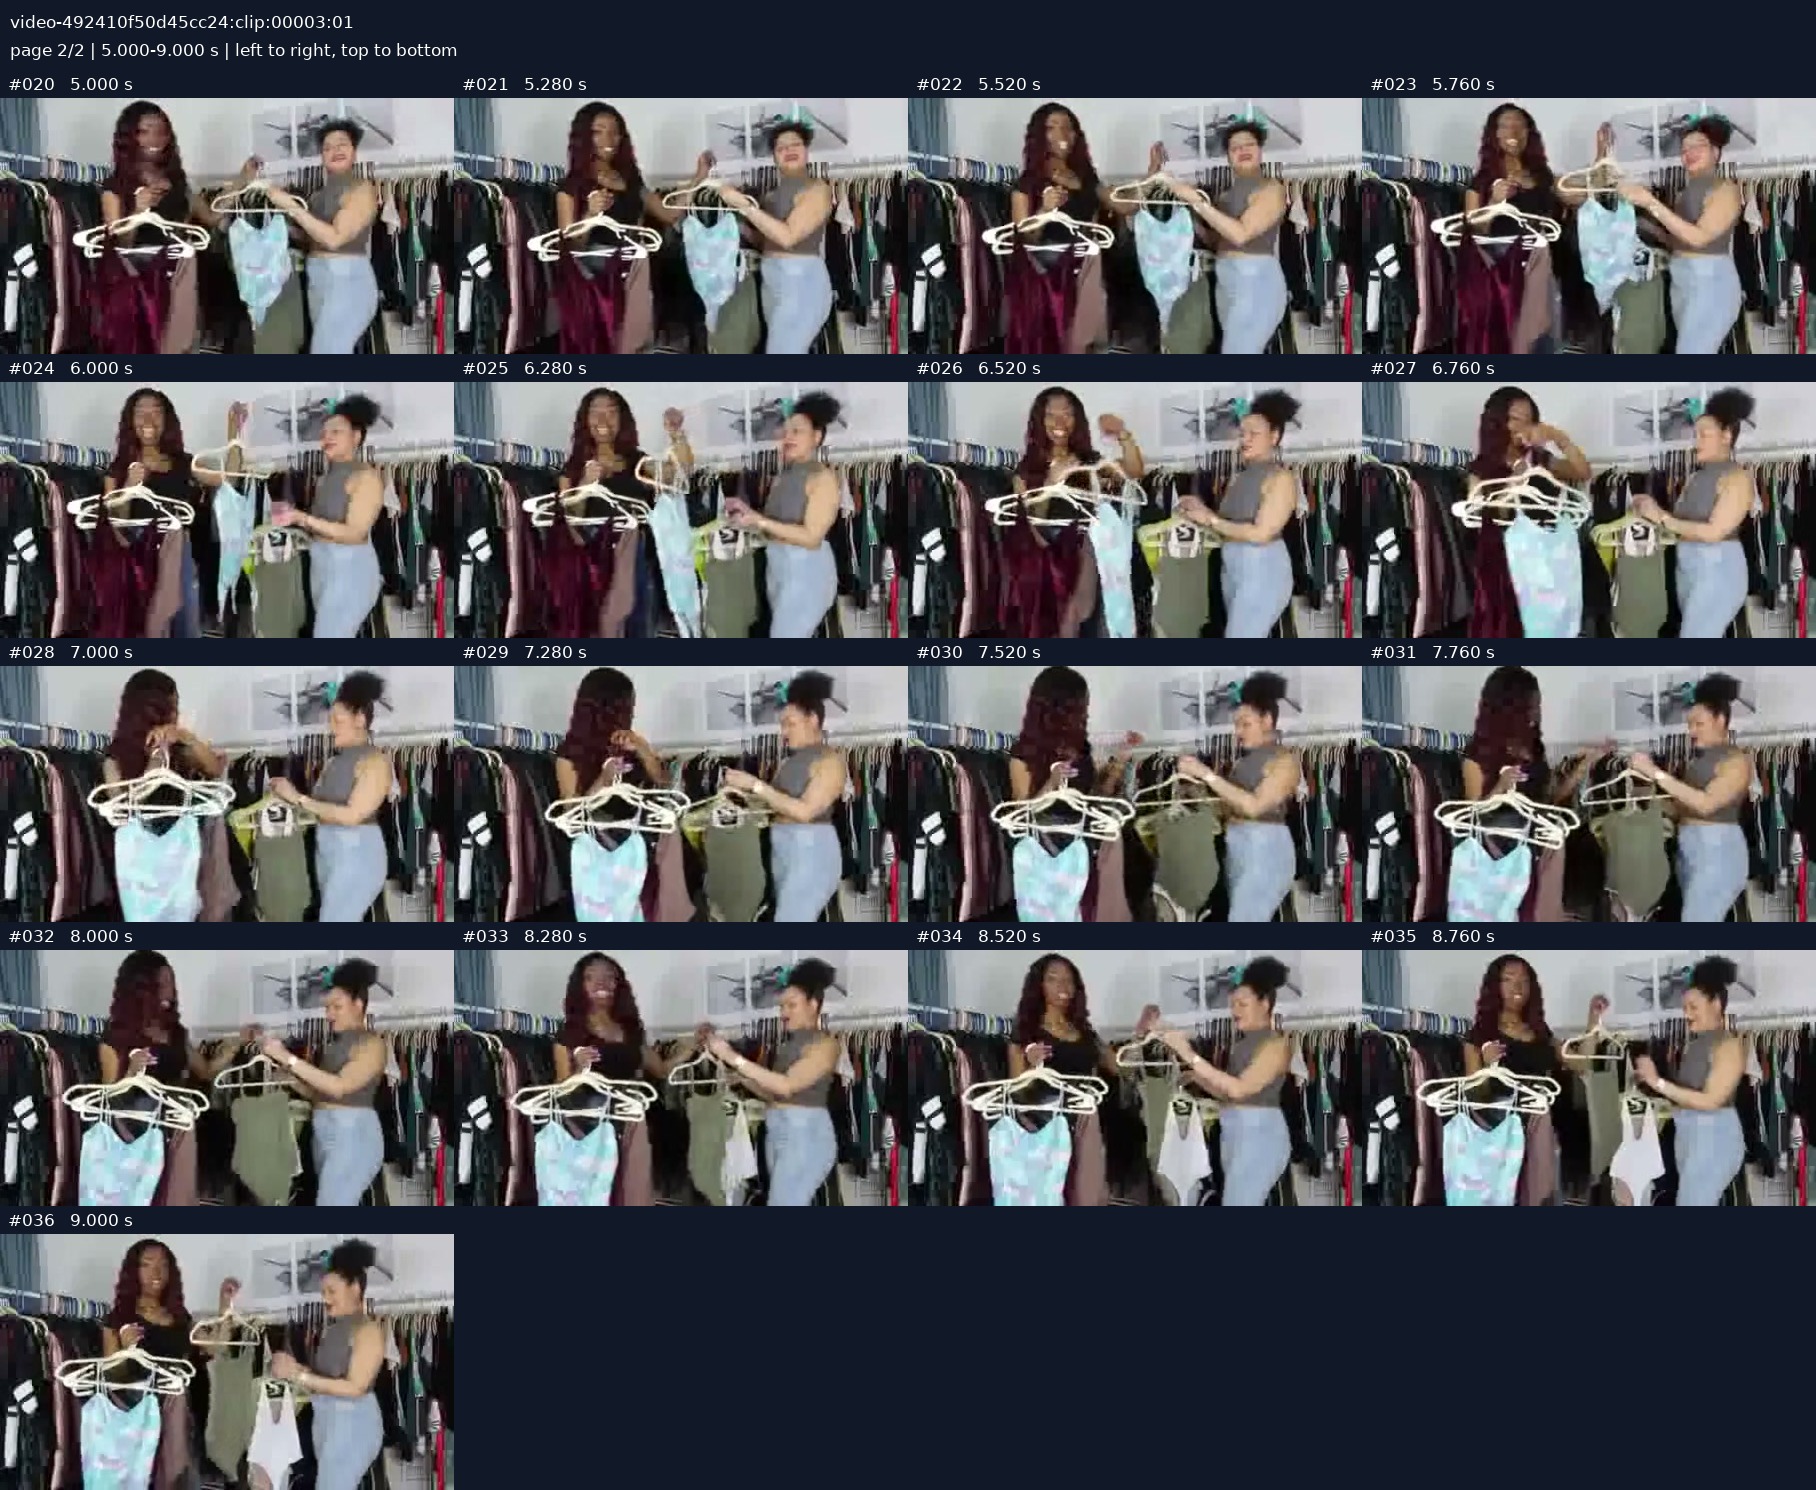 video-492410f50d45cc24:clip:00003:01
page 2/2 | 5.000-9.000 s | left to right, top to bottom
#020 5.000 s
#021 5.280 s
#022 5.520 s
#023 5.760 s
#024 6.000 s
#025 6.280 s
#026 6.520 s
#027 6.760 s
#028 7.000 s
#029 7.280 s
#030 7.520 s
#031 7.760 s
#032 8.000 s
#033 8.280 s
#034 8.520 s
#035 8.760 s
#036 9.000 s